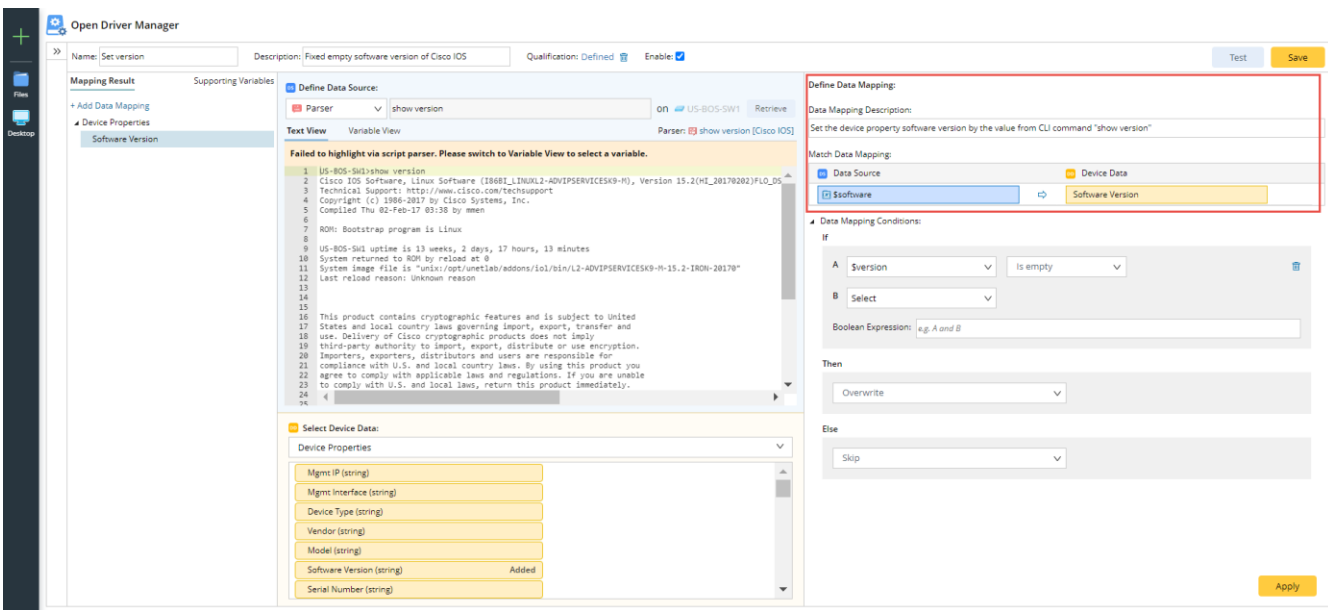 Open Driver Manager
Files
Desktop
Name: Set version
Description: Fixed empty software version of Cisco IOS
Qualification: Defined
Enable:
Test
Save
Mapping Result
Supporting Variables
+ Add Data Mapping
Device Properties
Software Version
Define Data Source:
Parser
show version
on US-BOS-SW1
Retrieve
Text View
Variable View
Parser: show version [Cisco IOS]
Failed to highlight via script parser. Please switch to Variable View to select a variable.
1 US-BOS-SW1>show version
2 Cisco IOS Software, Linux Software (I86BI_LINUXL2-ADVIPSERVICESK9-M), Version 15.2(HI_20170202)FLO_DS
3 Technical Support: http://www.cisco.com/techsupport
4 Copyright (c) 1986-2017 by Cisco Systems, Inc.
5 Compiled Thu 02-Feb-17 03:38 by mmen
6
7 ROM: Bootstrap program is Linux
8
9 US-BOS-SW1 uptime is 13 weeks, 2 days, 17 hours, 13 minutes
10 System returned to ROM by reload at 0
11 System image file is "unix:/opt/unetlab/addons/iol/bin/L2-ADVIPSERVICESK9-M-15.2-IRON-20170"
12 Last reload reason: Unknown reason
13
14
15
16 This product contains cryptographic features and is subject to United
17 States and local country laws governing import, export, transfer and
18 use. Delivery of Cisco cryptographic products does not imply
19 third-party authority to import, export, distribute or use encryption.
20 Importers, exporters, distributors and users are responsible for
21 compliance with U.S. and local country laws. By using this product you
22 agree to comply with applicable laws and regulations. If you are unable
23 to comply with U.S. and local laws, return this product immediately.
24
25
Select Device Data:
Device Properties
Mgmt IP (string)
Mgmt Interface (string)
Device Type (string)
Vendor (string)
Model (string)
Software Version (string) Added
Serial Number (string)
Define Data Mapping:
Data Mapping Description:
Set the device property software version by the value from CLI command "show version"
Match Data Mapping:
Data Source
Device Data
$software
Software Version
Data Mapping Conditions:
If
A $version Is empty
B Select
Boolean Expression: e.g. A and B
Then
Overwrite
Else
Skip
Apply